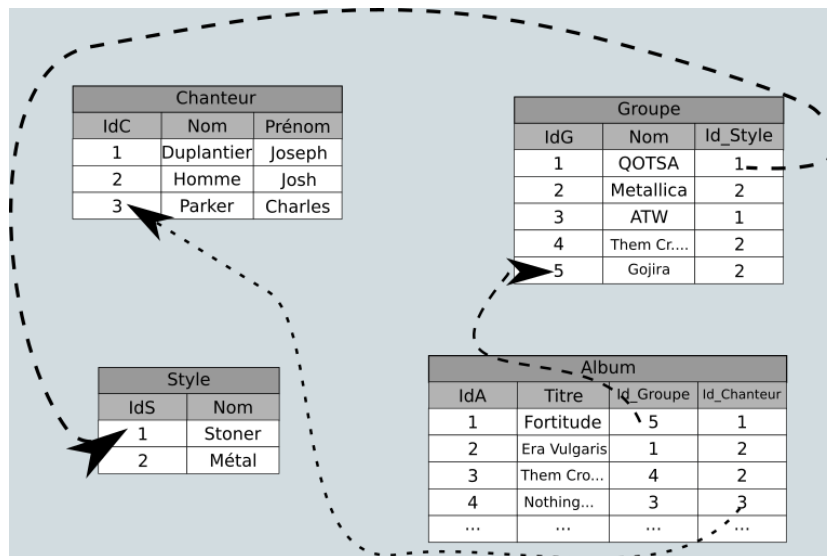 Chanteur
IdC Nom Prénom
1 Duplantier Joseph
2 Homme Josh
3 Parker Charles
Groupe
IdG Nom Id_Style
1 QOTSA 1
2 Metallica 2
3 ATW 1
4 Them Cr.... 2
5 Gojira 2
Style
IdS Nom
1 Stoner
2 Métal
Album
IdA Titre Id_Groupe Id_Chanteur
1 Fortitude 5 1
2 Era Vulgaris 1 2
3 Them Cro... 4 2
4 Nothing... 3 3
... ... ... ...